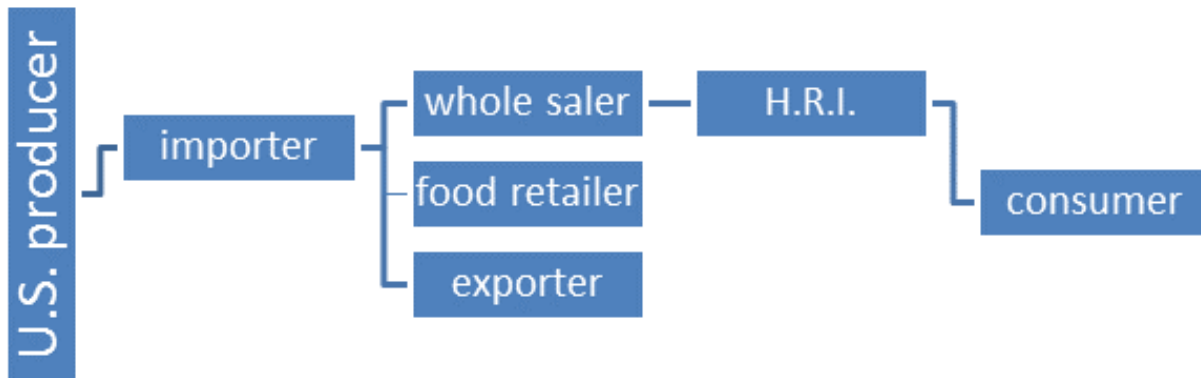 U.S. producer
importer
whole saler
food retailer
exporter
H.R.I.
consumer